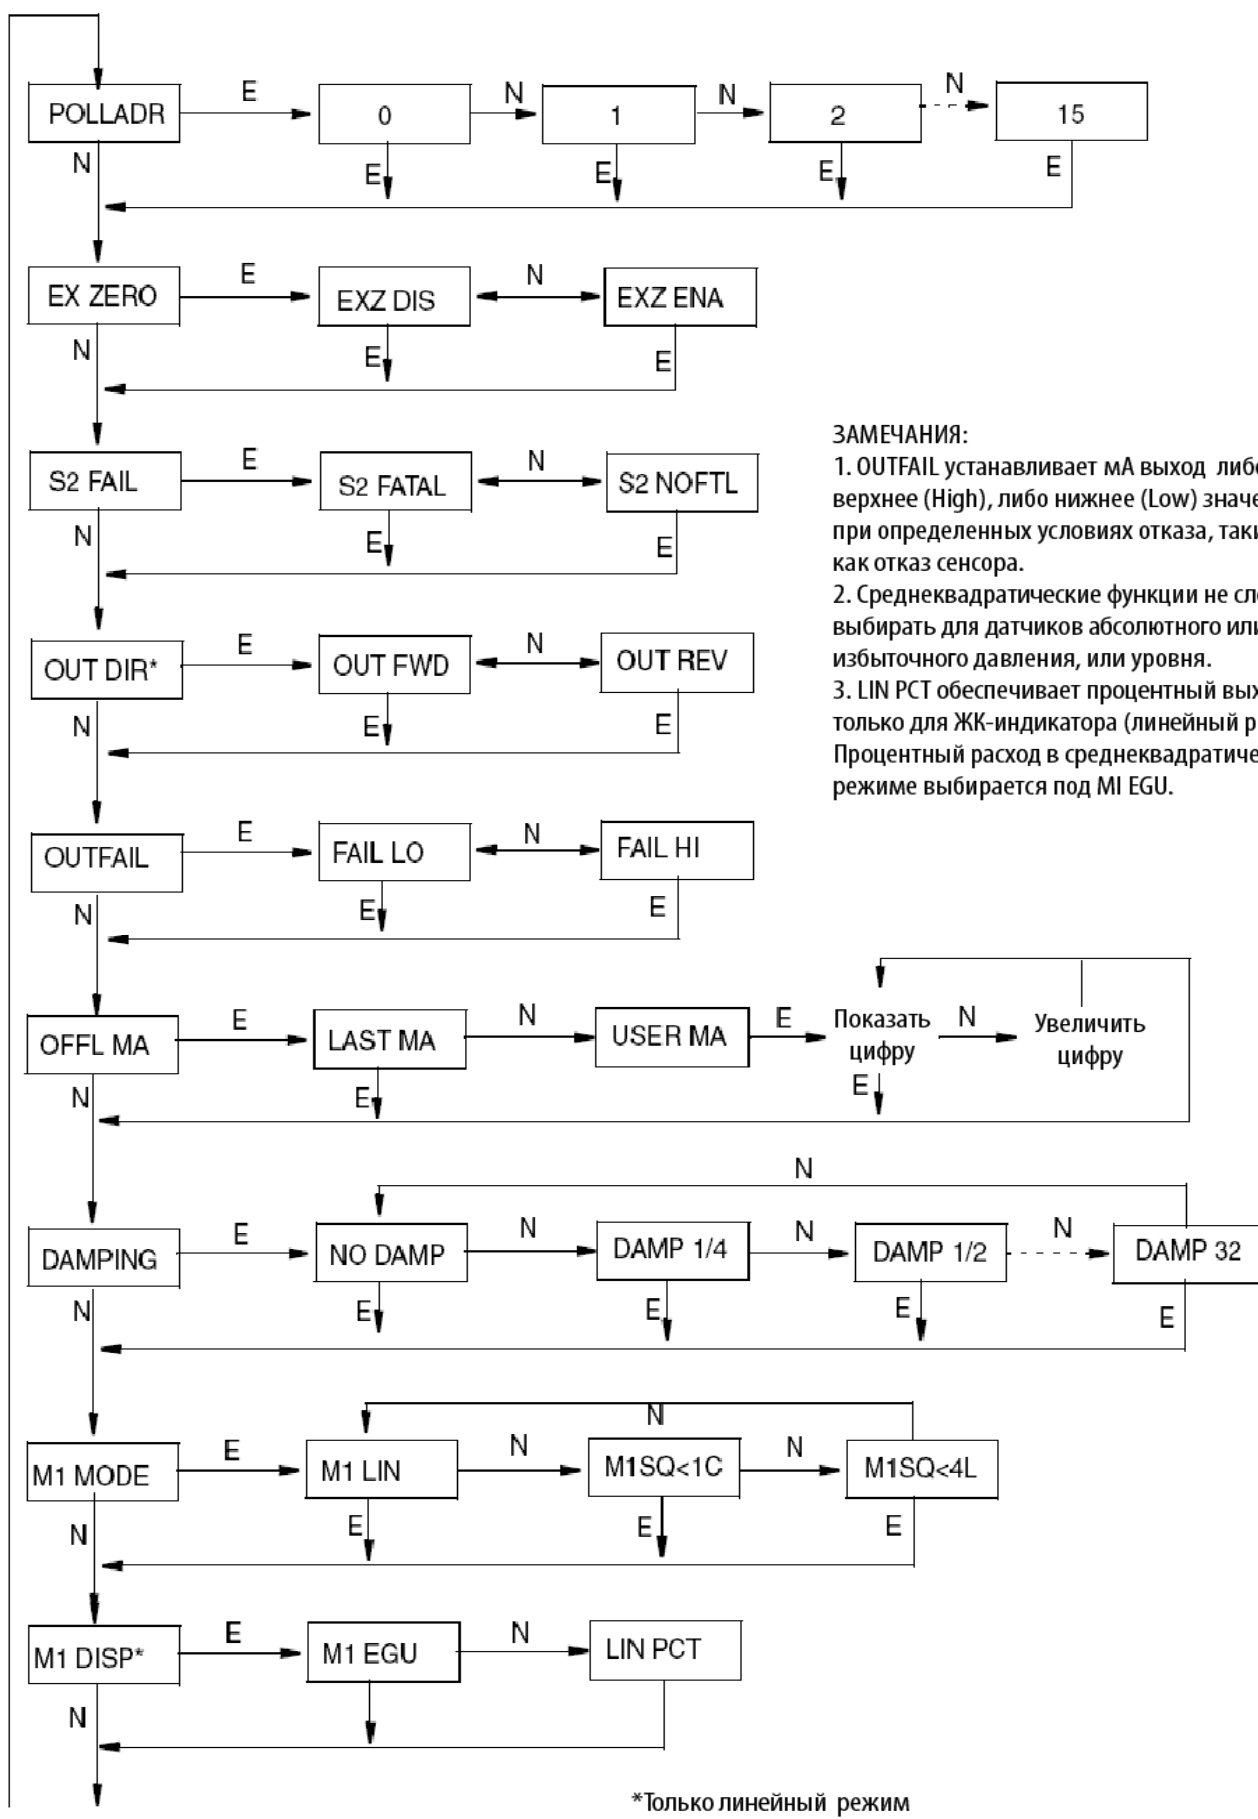 POLLADR E 0 N 1 N 2 N 15
N E E E E
EX ZERO E EXZ DIS N EXZ ENA
N E E
S2 FAIL E S2 FATAL N S2 NOFTL
N E E
OUT DIR* E OUT FWD N OUT REV
N E E
OUTFAIL E FAIL LO N FAIL HI
N E E
ЗАМЕЧАНИЯ:
1. OUTFAIL устанавливает мА выход
верхнее (High), либо нижнее (Low)
при определенных условиях отказа,
как отказ сенсора.
2. Среднеквадратические функции не
выбирать для датчиков абсолютного или
избыточного давления, или уровня.
3. LIN PCT обеспечивает процентный
только для ЖК-индикатора (линейный
Процентный расход в
режиме выбирается под MI EGU.
OFFL MA E LAST MA N USER MA E Показать N Увеличить
цифру цифру
N E E
N
DAMPING E NO DAMP N DAMP 1/4 N DAMP 1/2 N DAMP 32
N E E E E
N
M1 MODE E M1 LIN N M1SQ<1C N M1SQ<4L
N E E E
M1 DISP* E M1 EGU N LIN PCT
N
*Только линейный режим